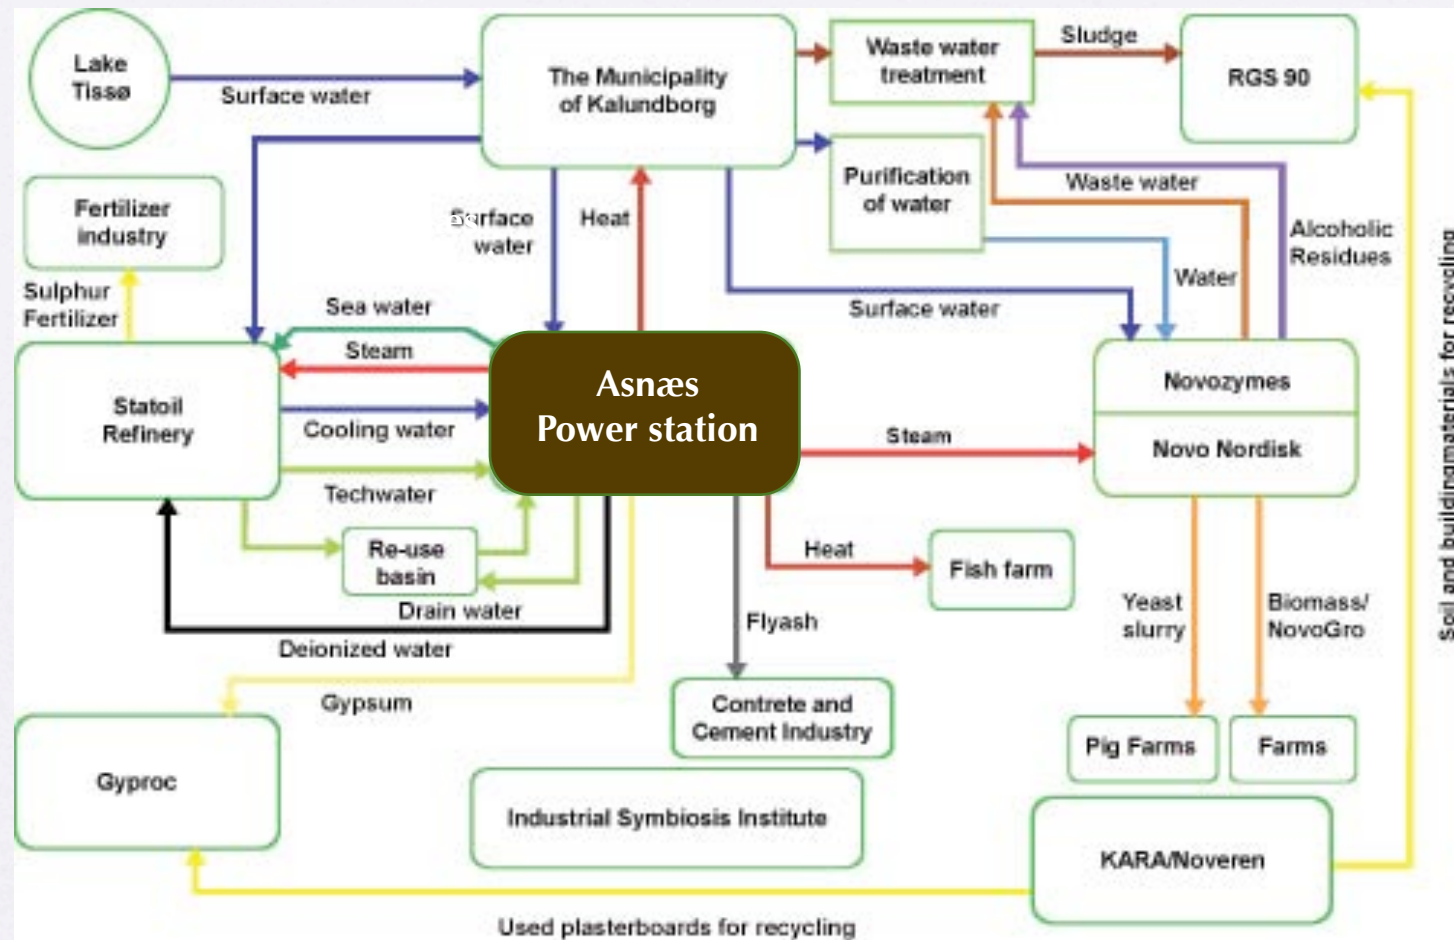 Lake
Tissø
Surface water
The Municipality
of Kalundborg
Waste water
treatment
Sludge
RGS 90
Purification
of water
Waste water
Alcoholic
Residues
Fertilizer
industry
Surface
water
Heat
Water
Surface water
Sulphur
Fertilizer
Sea water
Steam
Statoil
Refinery
Cooling water
Techwater
Asnæs
Power station
Steam
Novozymes
Novo Nordisk
Re-use
basin
Drain water
Deionized water
Heat
Fish farm
Flyash
Yeast
slurry
Biomass/
NovoGro
Gypsum
Contrete and
Cement Industry
Pig Farms
Farms
Gyproc
Industrial Symbiosis Institute
KARA/Noveren
Used plasterboards for recycling
Soil and buildingmaterials for recycling